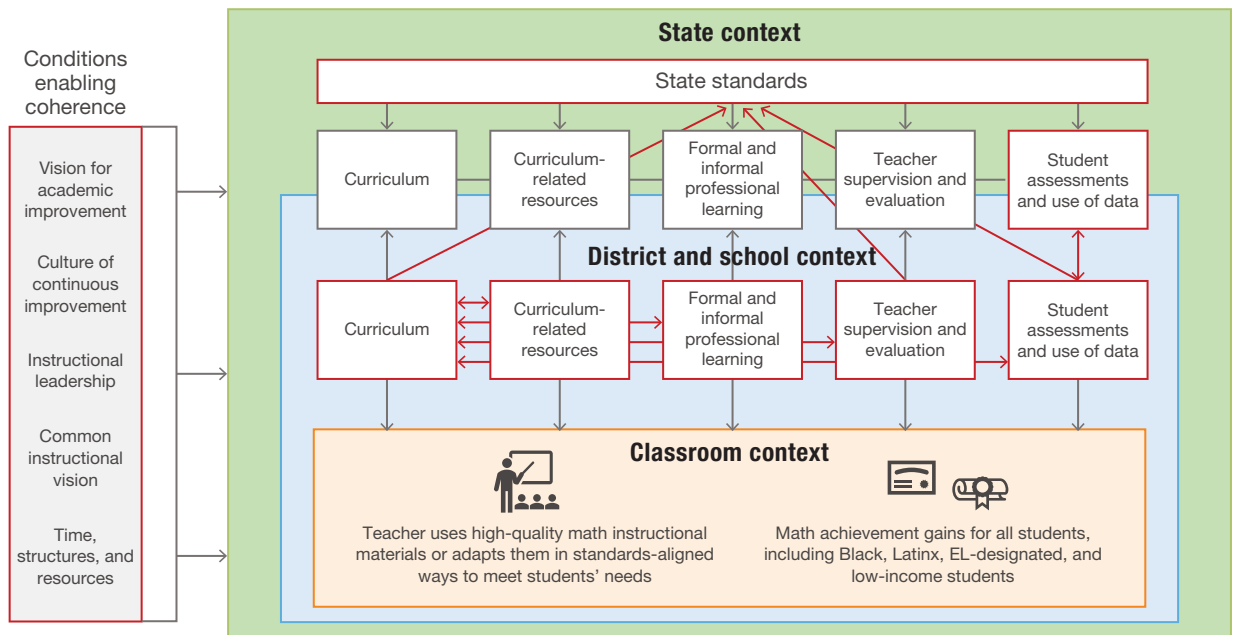 State context
Conditions
enabling
coherence
State standards
Vision for
academic
improvement
Culture of
continuous
improvement
Instructional
leadership
Common
instructional
vision
Time,
structures, and
resources
Curriculum
Curriculum-
related
resources
Formal and
informal
professional
learning
Teacher
supervision and
evaluation
Student
assessments
and use of data
District and school context
Curriculum
Curriculum-
related
resources
Formal and
informal
professional
learning
Teacher
supervision and
evaluation
Student
assessments
and use of data
Classroom context
Teacher uses high-quality math instructional
materials or adapts them in standards-aligned
ways to meet students’ needs
Math achievement gains for all students,
including Black, Latinx, EL-designated, and
low-income students